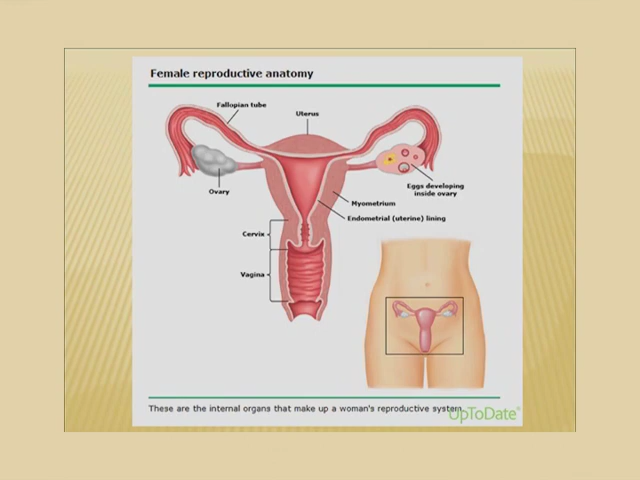 Female reproductive anatomy
Fallopian tube
Uterus
Ovary
Eggs developing
inside ovary
Myometrium
Endometrial (uterine) lining
Cervix
Vagina
These are the internal organs that make up a woman's reproductive system.
UpToDate®